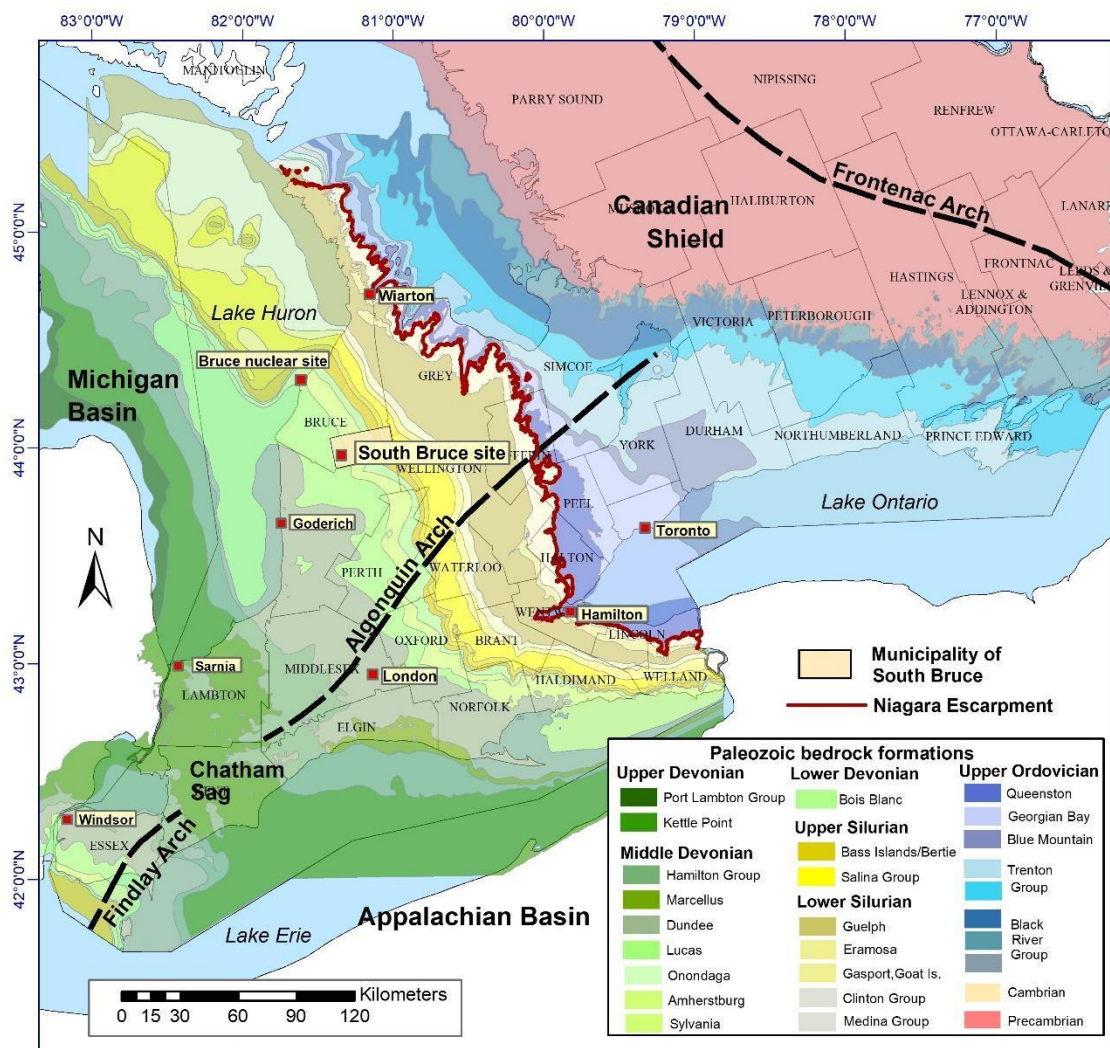 83°0'0"W 82°0'0"W 81°0'0"W 80°0'0"W 79°0'0"W 78°0'0"W 77°0'0"W
MANITOULIN
NIPISSING
PARRY SOUND
RENFREW
OTTAWA-CARLETO
Frontenac Arch
Canadian
Shield
HALIBURTON
LANARK
45°0'0"N
HASTINGS
FRONTNAC
LEEDS &
GRENVI
LENNOX &
ADDINGTON
Wiarton
Lake Huron
VICTORIA
PETERBOROUGH
SIMCOE
Bruce nuclear site
GREY
Michigan
Basin
BRUCE
44°0'0"N
South Bruce site
WELLINGTON
YORK
DURHAM
NORTHUMBERLAND
PRINCE EDWARD
PEEL
Lake Ontario
Goderich
Toronto
N
HALTON
PERTH
WATERLOO
Algonguin Arch
Hamilton
LINCOLN
OXFORD
BRANT
43°0'0"N
Sarnia
MIDDLESEX
London
HALDIMAND
WELLAND
LAMBTON
NORFOLK
ELGIN
Chatham
Sag
Windsor
ESSEX
42°0'0"N
Findlay Arch
Appalachian Basin
Lake Erie
Kilometers
0 15 30 60 90 120
Municipality of
South Bruce
Niagara Escarpment
Paleozoic bedrock formations
Upper Devonian
Port Lambton Group
Kettle Point
Middle Devonian
Hamilton Group
Marcellus
Dundee
Lucas
Onondaga
Amherstburg
Sylvania
Lower Devonian
Bois Blanc
Upper Silurian
Bass Islands/Bertie
Salina Group
Lower Silurian
Guelph
Eramosa
Gasport,Goat Is.
Clinton Group
Medina Group
Upper Ordovician
Queenston
Georgian Bay
Blue Mountain
Trenton
Group
Black
River
Group
Cambrian
Precambrian